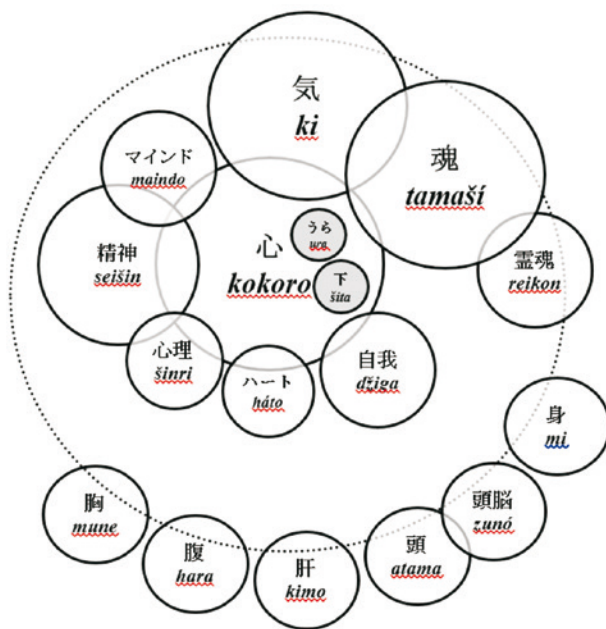 気
ki
魂
tamaší
マインド
maindo
うら
ura
精神
seišin
心
kokoro
下
šita
霊魂
reikon
心理
šinri
ハート
háto
自我
džiga
身
mi
胸
mune
腹
hara
肝
kimo
頭
atama
頭脳
zunó